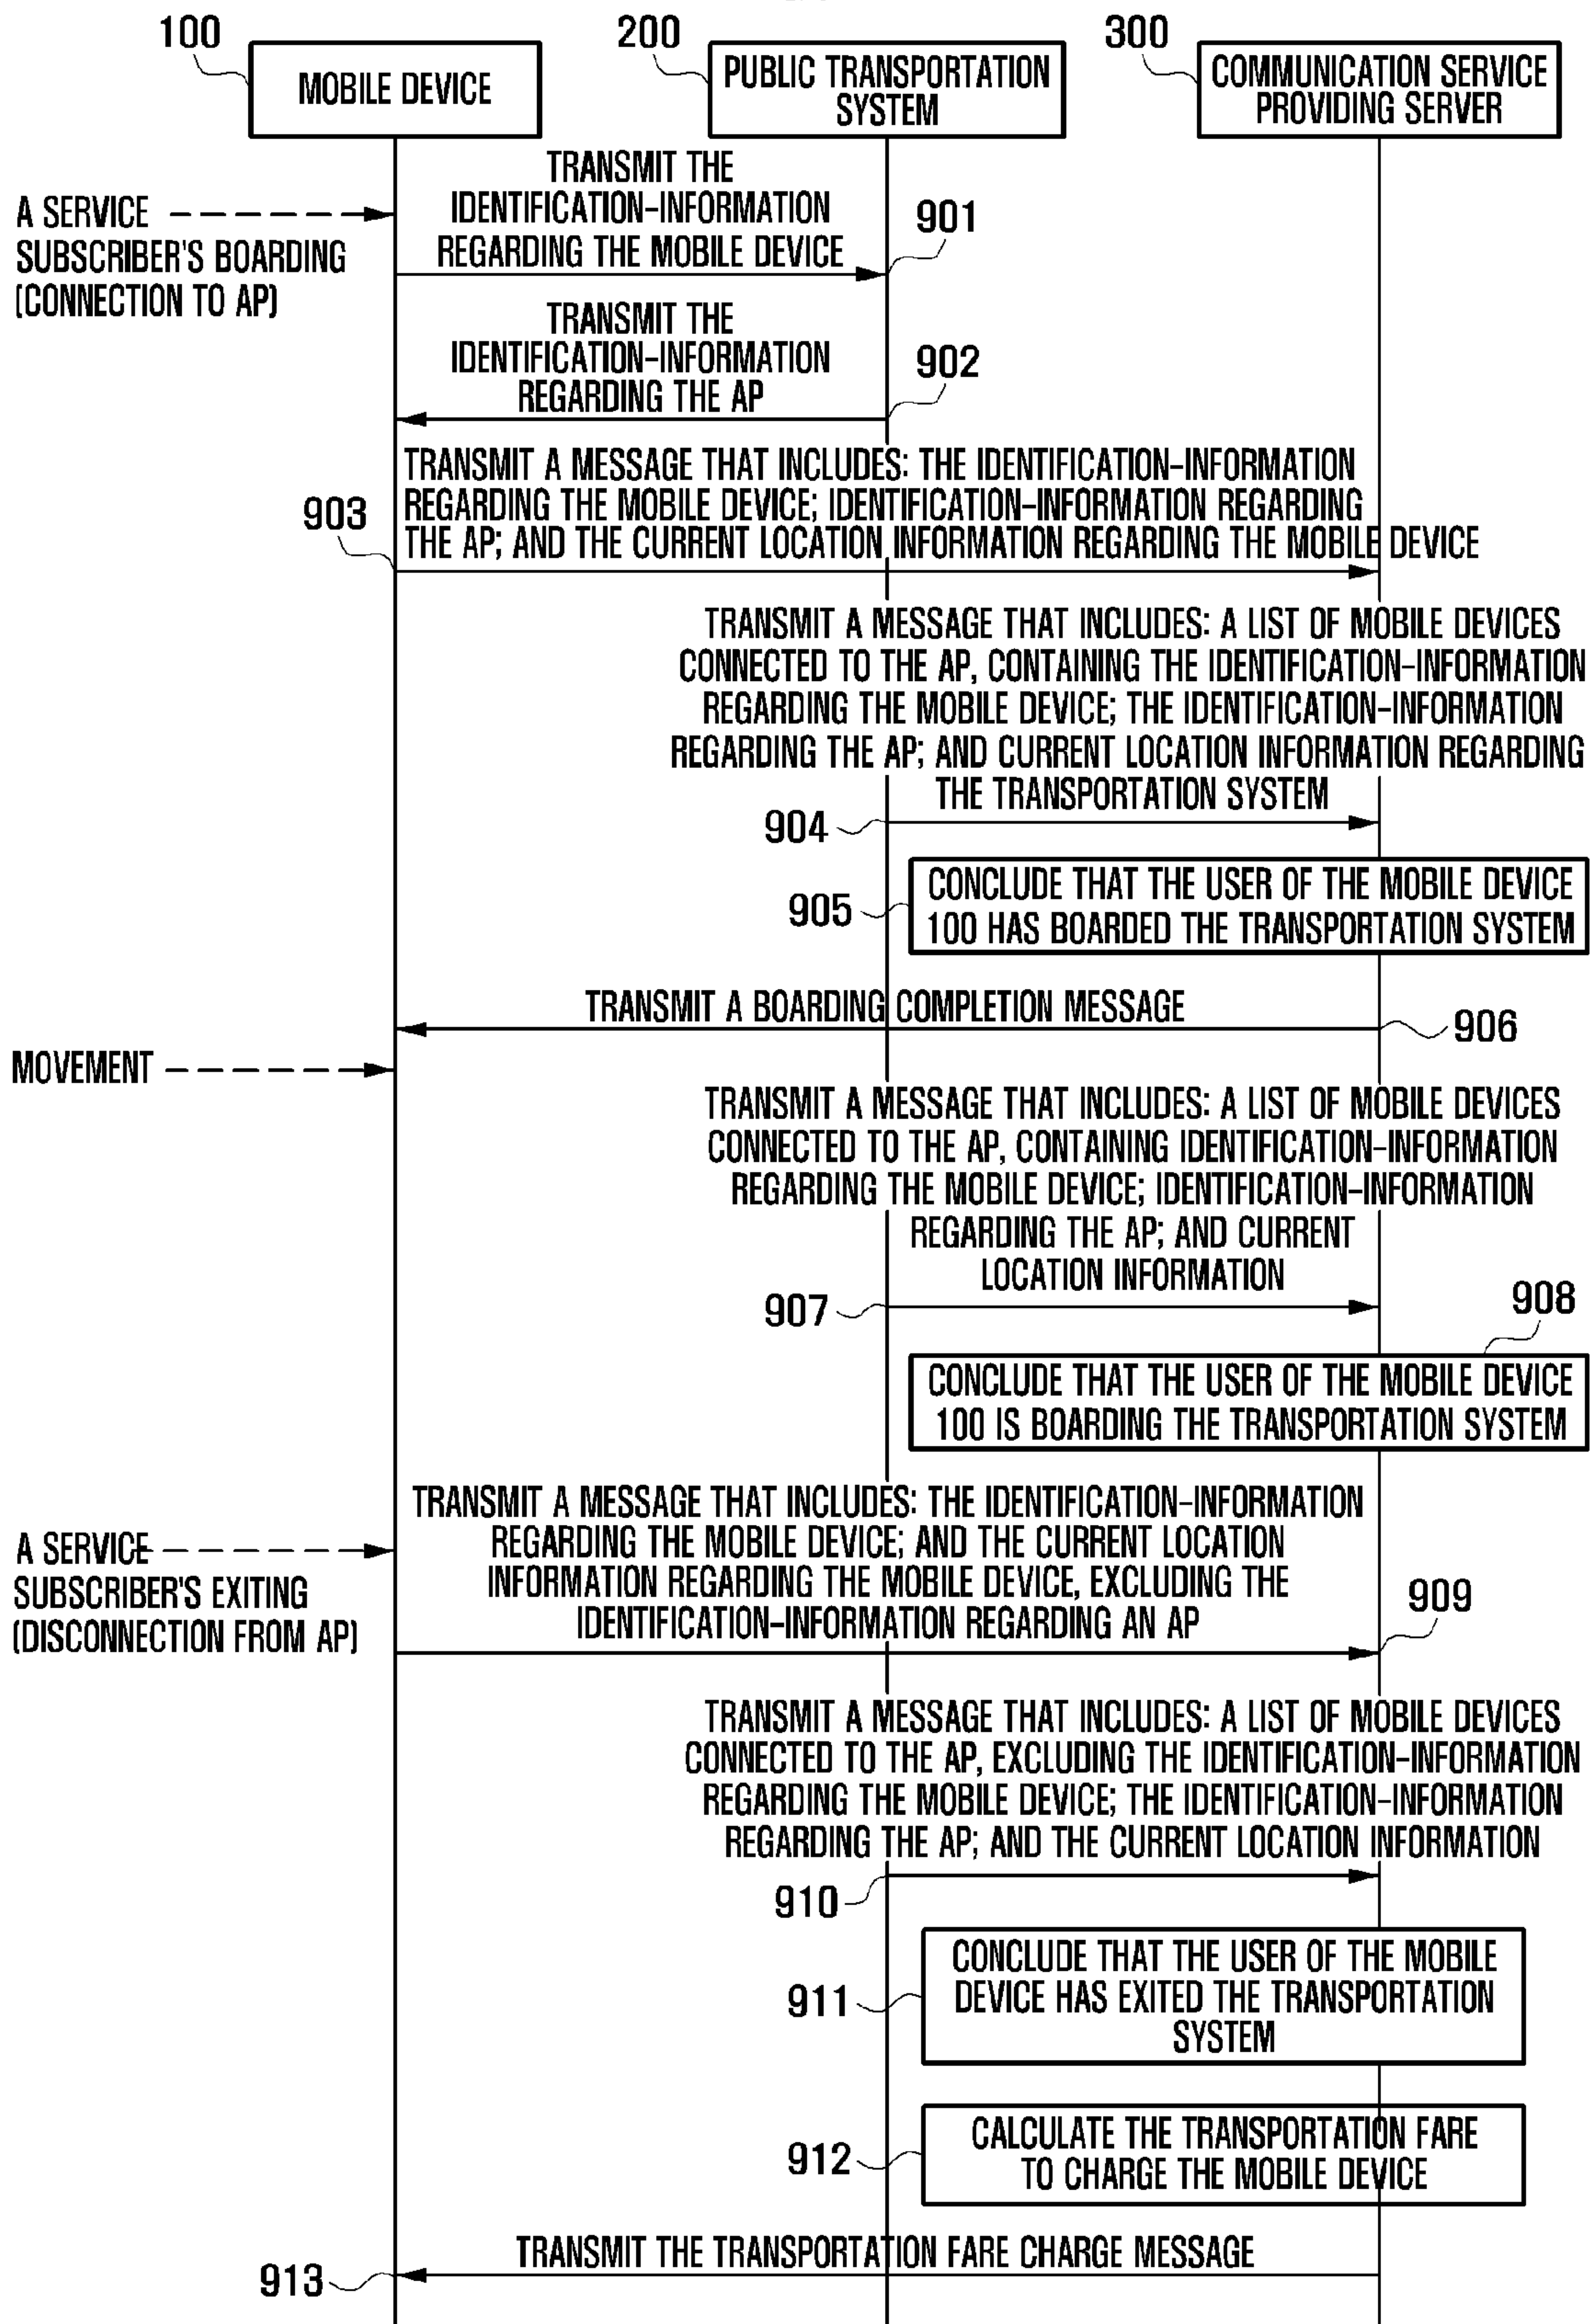 100
MOBILE DEVICE
200
PUBLIC TRANSPORTATION
SYSTEM
300
COMMUNICATION SERVICE
PROVIDING SERVER
A SERVICE
SUBSCRIBER'S BOARDING
(CONNECTION TO AP)
TRANSMIT THE
IDENTIFICATION-INFORMATION
REGARDING THE MOBILE DEVICE
901
TRANSMIT THE
IDENTIFICATION-INFORMATION
REGARDING THE AP
902
903
TRANSMIT A MESSAGE THAT INCLUDES: THE IDENTIFICATION-INFORMATION
REGARDING THE MOBILE DEVICE; IDENTIFICATION-INFORMATION REGARDING
THE AP; AND THE CURRENT LOCATION INFORMATION REGARDING THE MOBILE DEVICE
TRANSMIT A MESSAGE THAT INCLUDES: A LIST OF MOBILE DEVICES
CONNECTED TO THE AP, CONTAINING THE IDENTIFICATION-INFORMATION
REGARDING THE MOBILE DEVICE; THE IDENTIFICATION-INFORMATION
REGARDING THE AP; AND CURRENT LOCATION INFORMATION REGARDING
THE TRANSPORTATION SYSTEM
904
905
CONCLUDE THAT THE USER OF THE MOBILE DEVICE
100 HAS BOARDED THE TRANSPORTATION SYSTEM
TRANSMIT A BOARDING COMPLETION MESSAGE
906
MOVEMENT
TRANSMIT A MESSAGE THAT INCLUDES: A LIST OF MOBILE DEVICES
CONNECTED TO THE AP, CONTAINING IDENTIFICATION-INFORMATION
REGARDING THE MOBILE DEVICE; IDENTIFICATION-INFORMATION
REGARDING THE AP; AND CURRENT
LOCATION INFORMATION
907
908
CONCLUDE THAT THE USER OF THE MOBILE DEVICE
100 IS BOARDING THE TRANSPORTATION SYSTEM
A SERVICE
SUBSCRIBER'S EXITING
(DISCONNECTION FROM AP)
TRANSMIT A MESSAGE THAT INCLUDES: THE IDENTIFICATION-INFORMATION
REGARDING THE MOBILE DEVICE; AND THE CURRENT LOCATION
INFORMATION REGARDING THE MOBILE DEVICE, EXCLUDING THE
IDENTIFICATION-INFORMATION REGARDING AN AP
909
TRANSMIT A MESSAGE THAT INCLUDES: A LIST OF MOBILE DEVICES
CONNECTED TO THE AP, EXCLUDING THE IDENTIFICATION-INFORMATION
REGARDING THE MOBILE DEVICE; THE IDENTIFICATION-INFORMATION
REGARDING THE AP; AND THE CURRENT LOCATION INFORMATION
910
911
CONCLUDE THAT THE USER OF THE MOBILE
DEVICE HAS EXITED THE TRANSPORTATION
SYSTEM
912
CALCULATE THE TRANSPORTATION FARE
TO CHARGE THE MOBILE DEVICE
TRANSMIT THE TRANSPORTATION FARE CHARGE MESSAGE
913